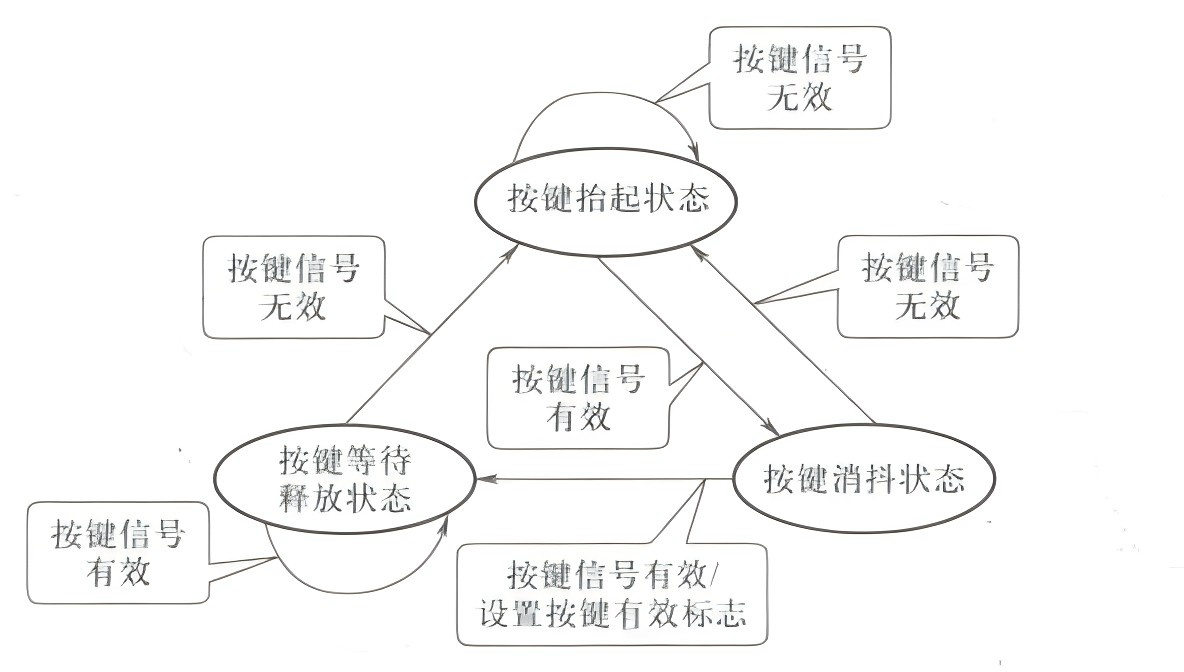 按键信号
无效
按键抬起状态
按键信号
无效
按键信号
无效
按键信号
有效
按键等待
释放状态
按键消抖状态
按键信号
有效
按键信号有效/
设置按键有效标志